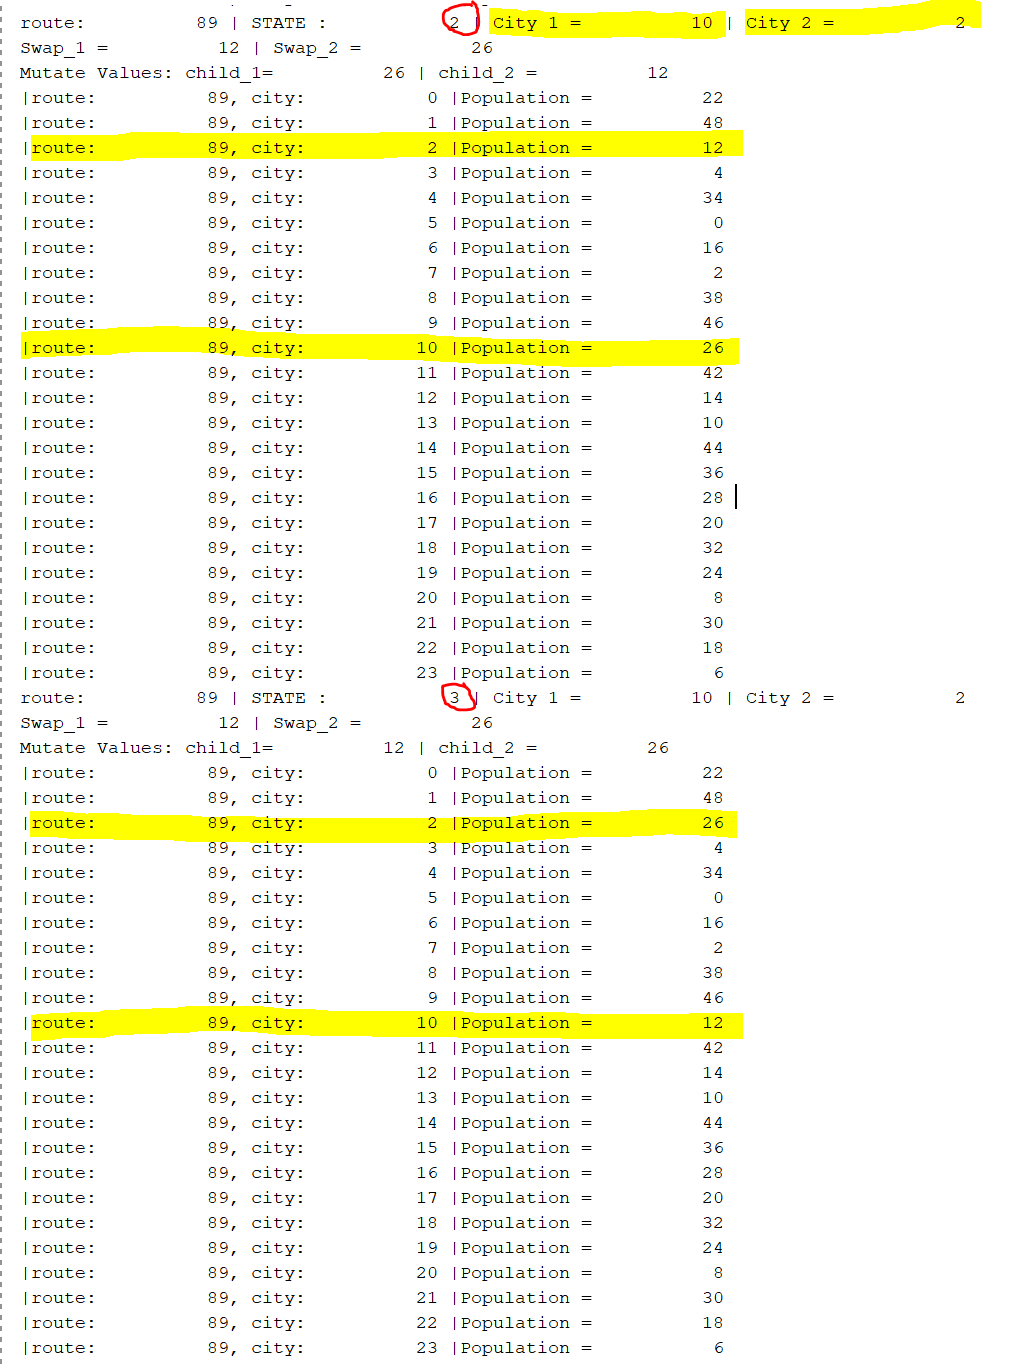 route: 89 | STATE : 2 | City 1 = 10 | City 2 = 2
Swap_1 = 12 | Swap_2 = 26
Mutate Values: child_1= 26 | child_2 = 12
|route: 89, city: 0 |Population = 22
|route: 89, city: 1 |Population = 48
|route: 89, city: 2 |Population = 12
|route: 89, city: 3 |Population = 4
|route: 89, city: 4 |Population = 34
|route: 89, city: 5 |Population = 0
|route: 89, city: 6 |Population = 16
|route: 89, city: 7 |Population = 2
|route: 89, city: 8 |Population = 38
|route: 89, city: 9 |Population = 46
|route: 89, city: 10 |Population = 26
|route: 89, city: 11 |Population = 42
|route: 89, city: 12 |Population = 14
|route: 89, city: 13 |Population = 10
|route: 89, city: 14 |Population = 44
|route: 89, city: 15 |Population = 36
|route: 89, city: 16 |Population = 28
|route: 89, city: 17 |Population = 20
|route: 89, city: 18 |Population = 32
|route: 89, city: 19 |Population = 24
|route: 89, city: 20 |Population = 8
|route: 89, city: 21 |Population = 30
|route: 89, city: 22 |Population = 18
|route: 89, city: 23 |Population = 6
route: 89 | STATE : 3 | City 1 = 10 | City 2 = 2
Swap_1 = 12 | Swap_2 = 26
Mutate Values: child_1= 12 | child_2 = 26
|route: 89, city: 0 |Population = 22
|route: 89, city: 1 |Population = 48
|route: 89, city: 2 |Population = 26
|route: 89, city: 3 |Population = 4
|route: 89, city: 4 |Population = 34
|route: 89, city: 5 |Population = 0
|route: 89, city: 6 |Population = 16
|route: 89, city: 7 |Population = 2
|route: 89, city: 8 |Population = 38
|route: 89, city: 9 |Population = 46
|route: 89, city: 10 |Population = 12
|route: 89, city: 11 |Population = 42
|route: 89, city: 12 |Population = 14
|route: 89, city: 13 |Population = 10
|route: 89, city: 14 |Population = 44
|route: 89, city: 15 |Population = 36
|route: 89, city: 16 |Population = 28
|route: 89, city: 17 |Population = 20
|route: 89, city: 18 |Population = 32
|route: 89, city: 19 |Population = 24
|route: 89, city: 20 |Population = 8
|route: 89, city: 21 |Population = 30
|route: 89, city: 22 |Population = 18
|route: 89, city: 23 |Population = 6